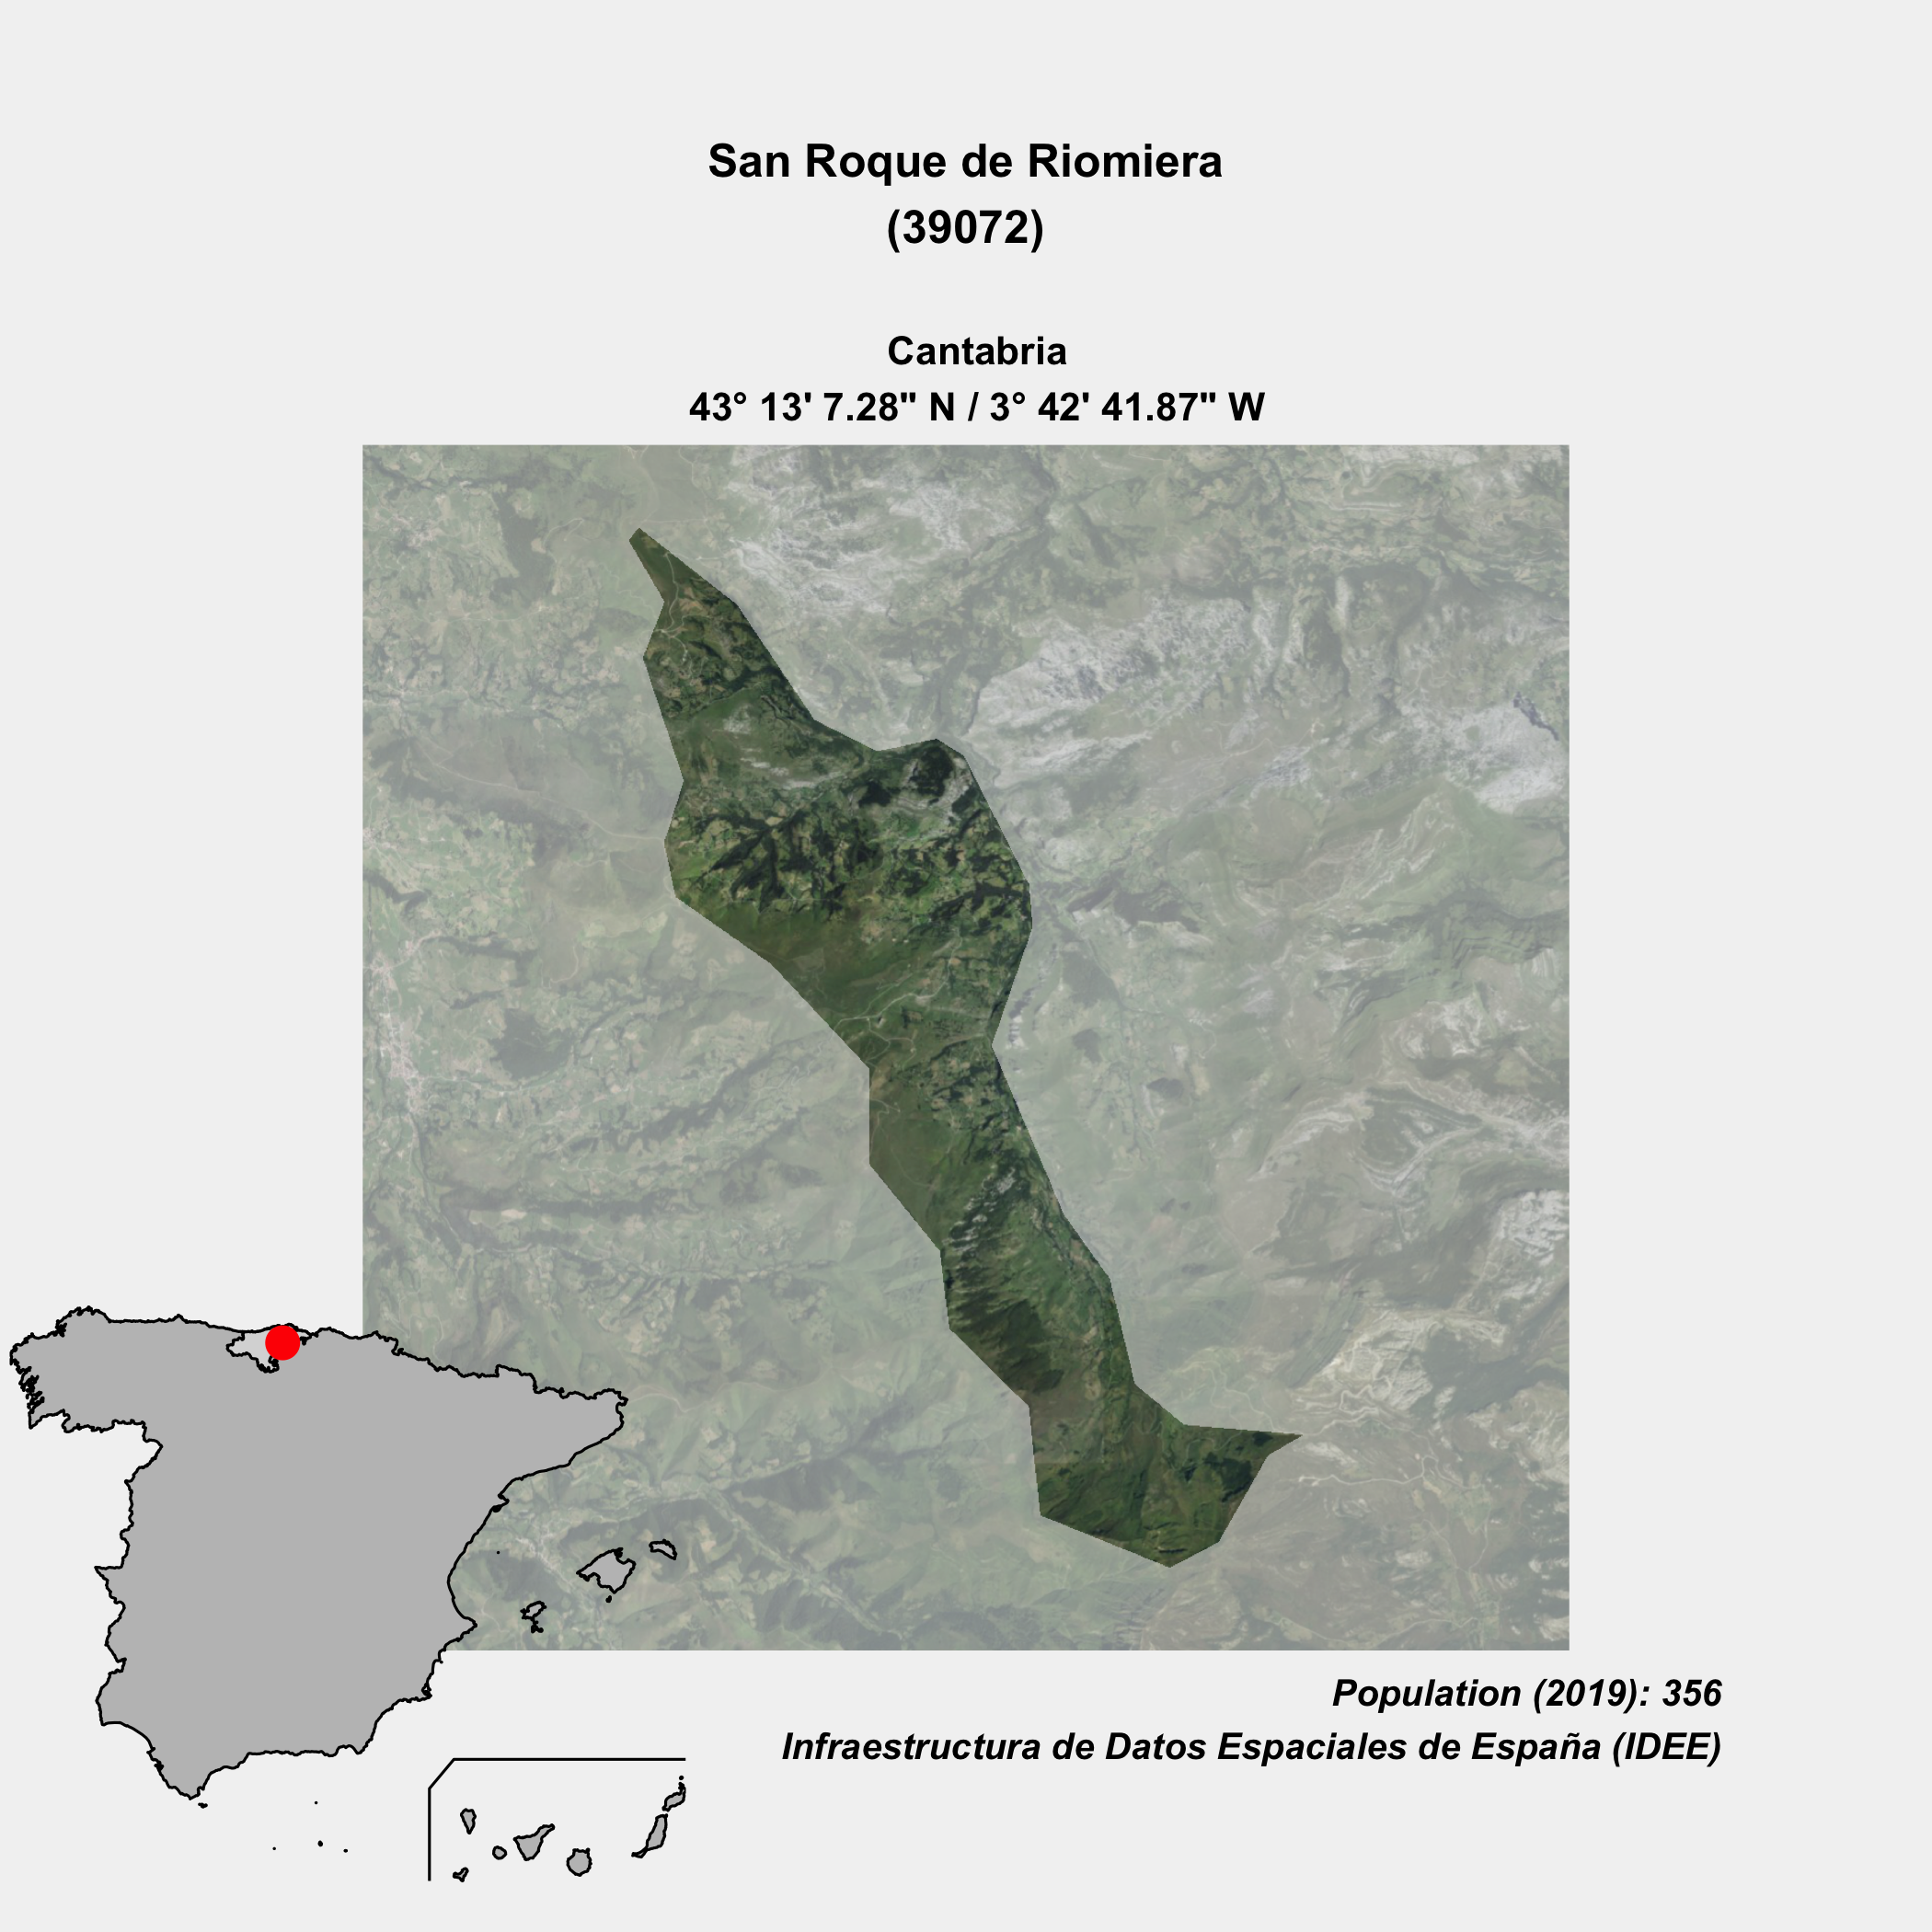 San Roque de Riomiera
(39072)
Cantabria
43° 13' 7.28" N / 3° 42' 41.87" W
Population (2019): 356
Infraestructura de Datos Espaciales de España (IDEE)